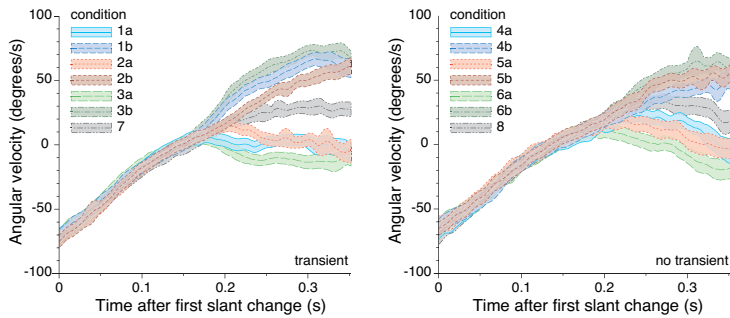 Angular velocity (degrees/s)
100
50
0
-50
-100
condition
1a
1b
2a
2b
3a
3b
7
transient
0
0.1
0.2
0.3
Time after first slant change (s)
Angular velocity (degrees/s)
100
50
0
-50
-100
condition
4a
4b
5a
5b
6a
6b
8
no transient
0
0.1
0.2
0.3
Time after first slant change (s)